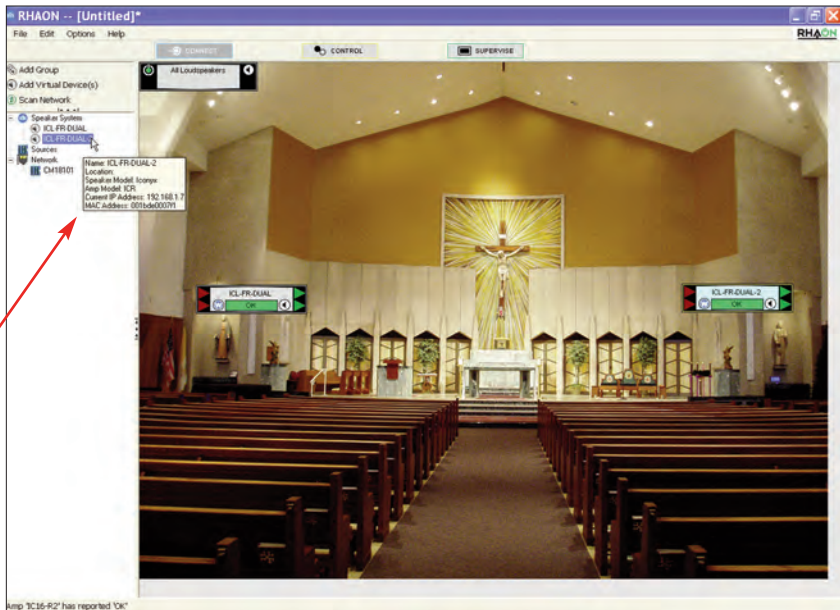 RHAON -- [Untitled]*
File Edit Options Help
RHAON
CONNECT
CONTROL
SUPERVISE
Add Group
Add Virtual Device(s)
Scan Network
All Loudspeakers
Speaker System
ICL-FR-DUAL
ICL-FR-DUAL-2
Sources
Network
CM18101
Name: ICL-FR-DUAL-2
Location:
Speaker Model: Iconyx
Amp Model: ICR
Current IP Address: 192.168.1.7
MAC Address: 001bde0007f1
ICL-FR-DUAL
OK
ICL-FR-DUAL-2
OK
Amp "IC16-R2" has reported "OK"